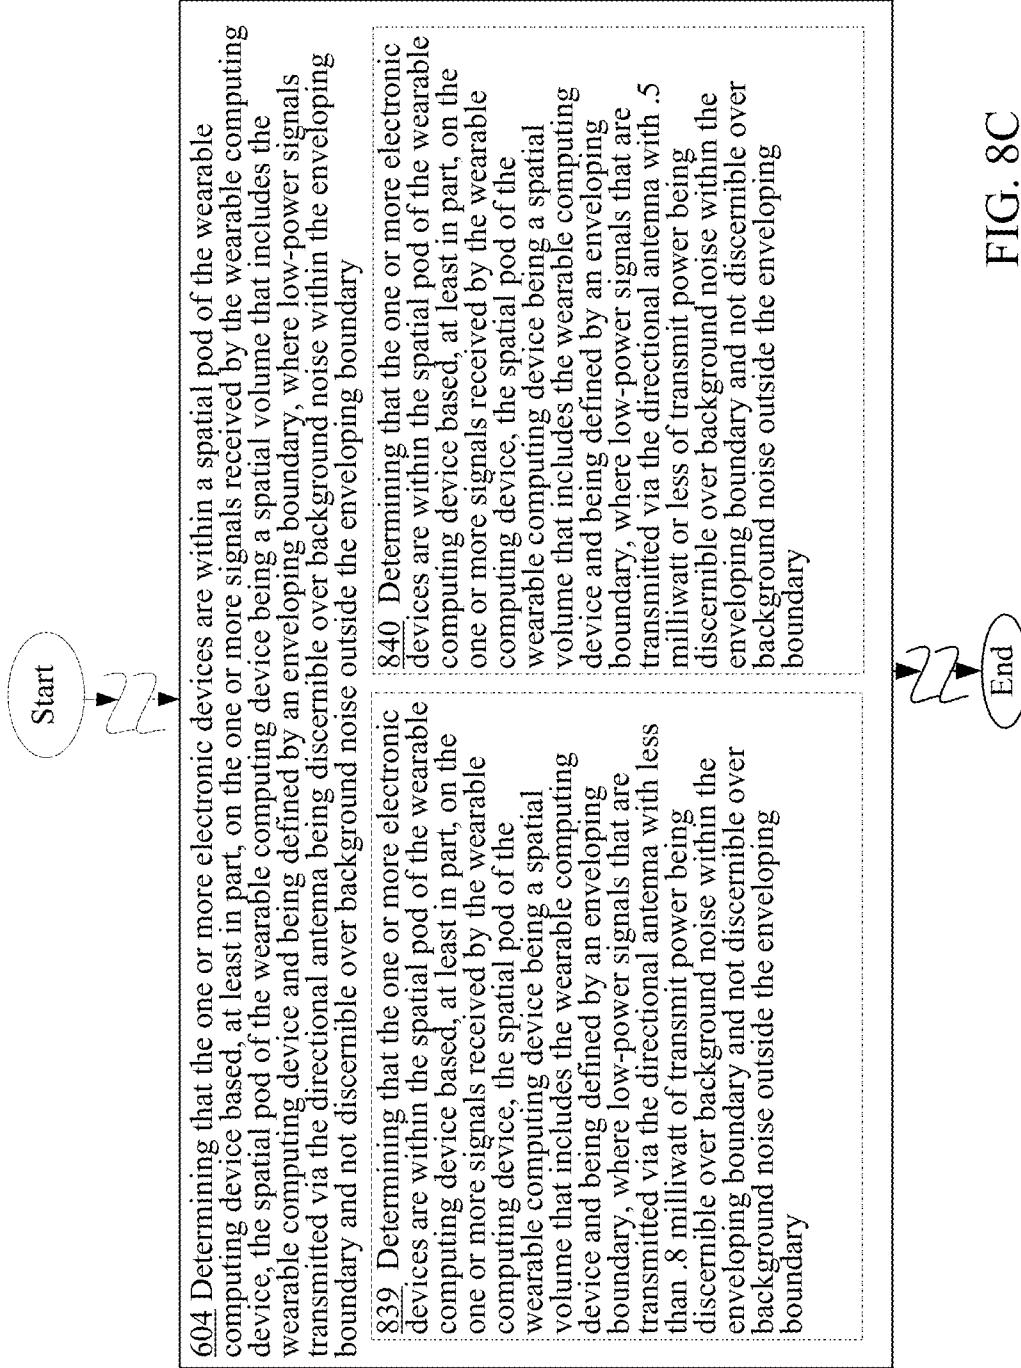 Start
604 Determining that the one or more electronic devices are within a spatial pod of the wearable
computing device based, at least in part, on the one or more signals received by the wearable computing
device, the spatial pod of the wearable computing device being a spatial volume that includes the
wearable computing device and being defined by an enveloping boundary, where low-power signals
transmitted via the directional antenna being discernible over background noise within the enveloping
boundary and not discernible over background noise outside the enveloping boundary
839 Determining that the one or more electronic
devices are within the spatial pod of the wearable
computing device based, at least in part, on the
one or more signals received by the wearable
computing device, the spatial pod of the
wearable computing device being a spatial
volume that includes the wearable computing
device and being defined by an enveloping
boundary, where low-power signals that are
transmitted via the directional antenna with less
than .8 milliwatt of transmit power being
discernible over background noise within the
enveloping boundary and not discernible over
background noise outside the enveloping
boundary
840 Determining that the one or more electronic
devices are within the spatial pod of the wearable
computing device based, at least in part, on the
one or more signals received by the wearable
computing device, the spatial pod of the
wearable computing device being a spatial
volume that includes the wearable computing
device and being defined by an enveloping
boundary, where low-power signals that are
transmitted via the directional antenna with .5
milliwatt or less of transmit power being
discernible over background noise within the
enveloping boundary and not discernible over
background noise outside the enveloping
boundary
End
FIG. 8C